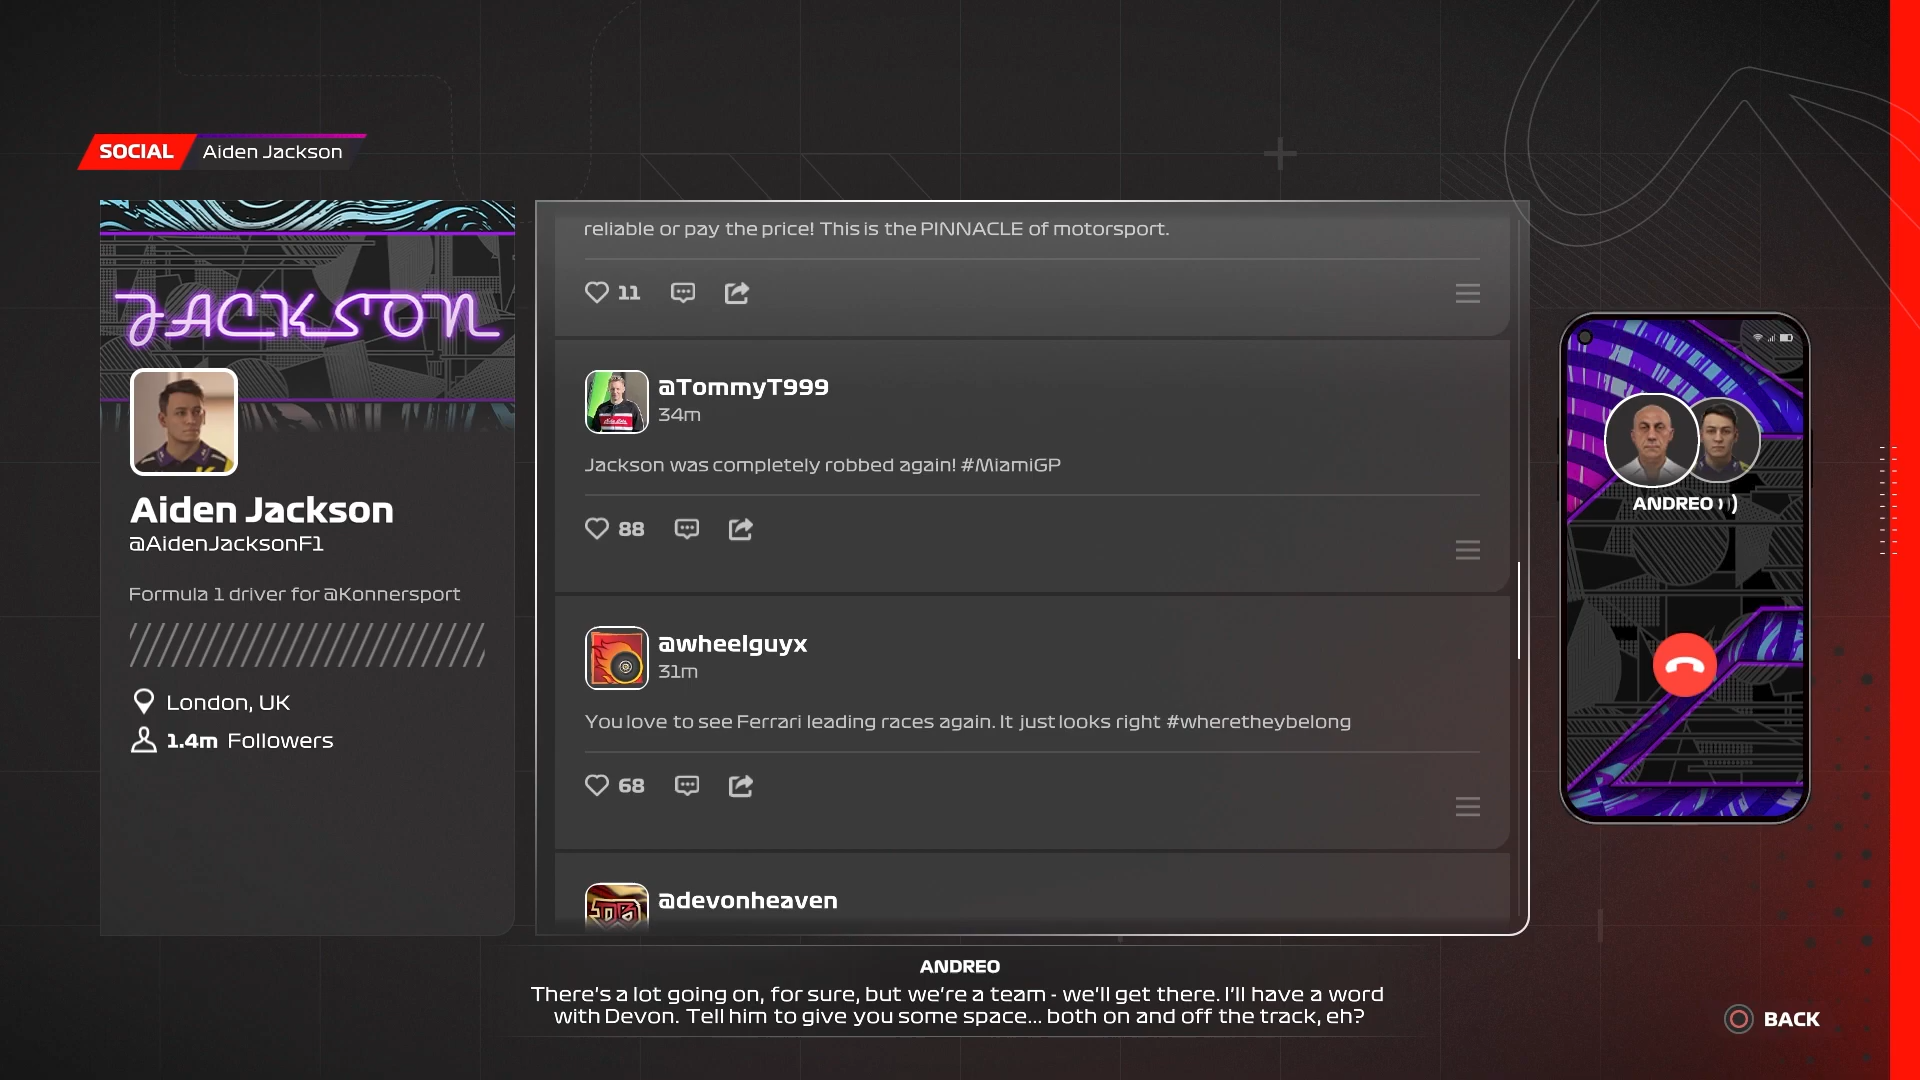 SOCIAL Aiden Jackson
JACKSON
Aiden Jackson
@AidenJacksonF1
Formula 1 driver for @Konnersport
London, UK
1.4m Followers
reliable or pay the price! This is the PINNACLE of motorsport.
11
@TommyT999
34m
Jackson was completely robbed again! #MiamiGP
88
@wheelguyx
31m
You love to see Ferrari leading races again. It just looks right #wheretheybelong
68
@devonheaven
ANDREO
ANDREO
There's a lot going on, for sure, but we're a team - we'll get there. I'll have a word
with Devon. Tell him to give you some space... both on and off the track, eh?
BACK